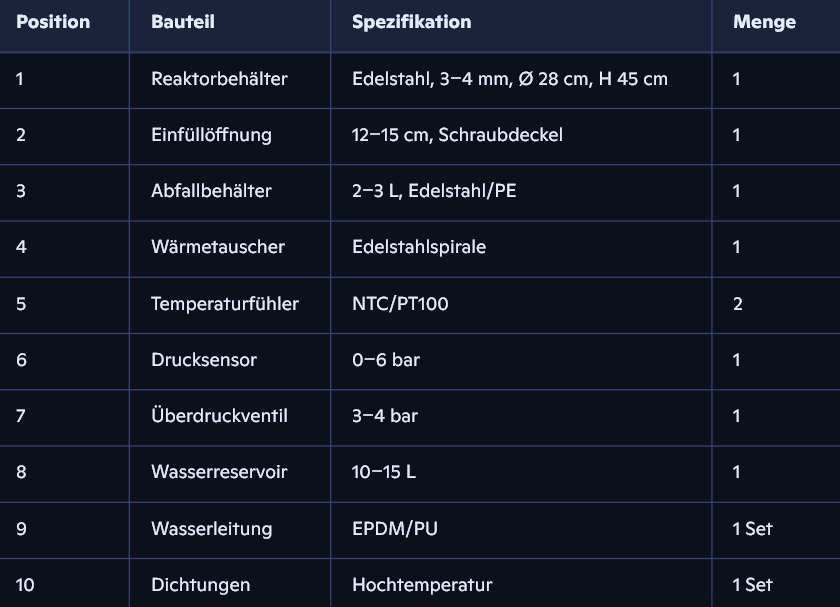 Position Bauteil Spezifikation Menge
1 Reaktorbehälter Edelstahl, 3–4 mm, Ø 28 cm, H 45 cm 1
2 Einfüllöffnung 12–15 cm, Schraubdeckel 1
3 Abfallbehälter 2–3 L, Edelstahl/PE 1
4 Wärmetauscher Edelstahlspirale 1
5 Temperaturfühler NTC/PT100 2
6 Drucksensor 0–6 bar 1
7 Überdruckventil 3–4 bar 1
8 Wasserreservoir 10–15 L 1
9 Wasserleitung EPDM/PU 1 Set
10 Dichtungen Hochtemperatur 1 Set